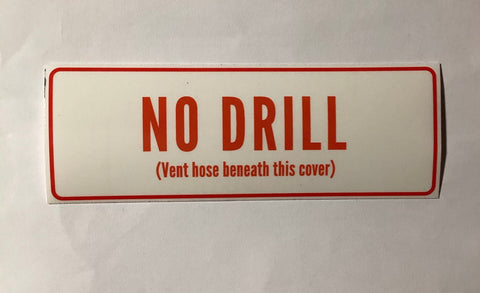 NO DRILL
(Vent hose beneath this cover)